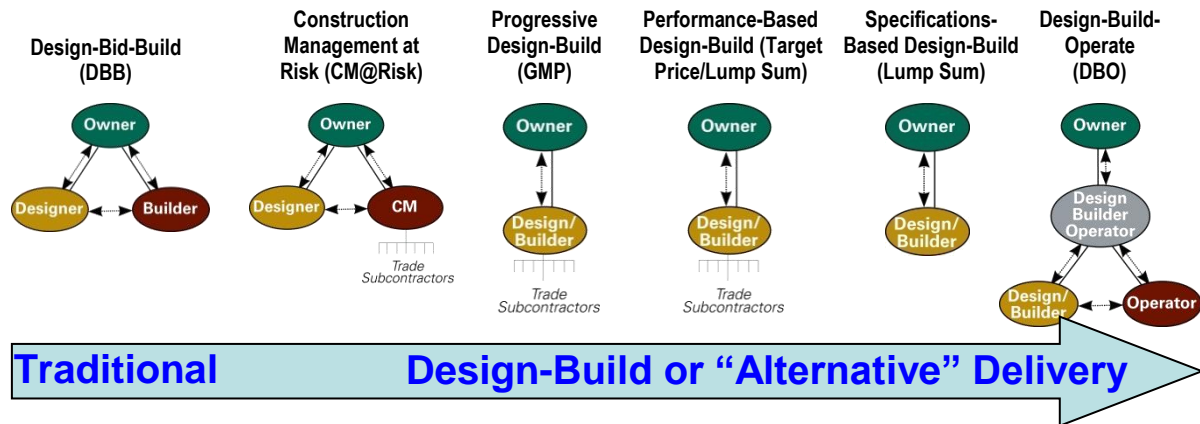 Design-Bid-Build
(DBB)
Owner
Designer
Builder
Construction
Management at
Risk (CM@Risk)
Owner
Designer
CM
Trade
Subcontractors
Progressive
Design-Build
(GMP)
Owner
Design/
Builder
Trade
Subcontractors
Performance-Based
Design-Build (Target
Price/Lump Sum)
Owner
Design/
Builder
Trade
Subcontractors
Specifications-
Based Design-Build
(Lump Sum)
Owner
Design/
Builder
Design-Build-
Operate
(DBO)
Owner
Design
Builder
Operator
Design/
Builder
Operator
Traditional
Design-Build or “Alternative” Delivery